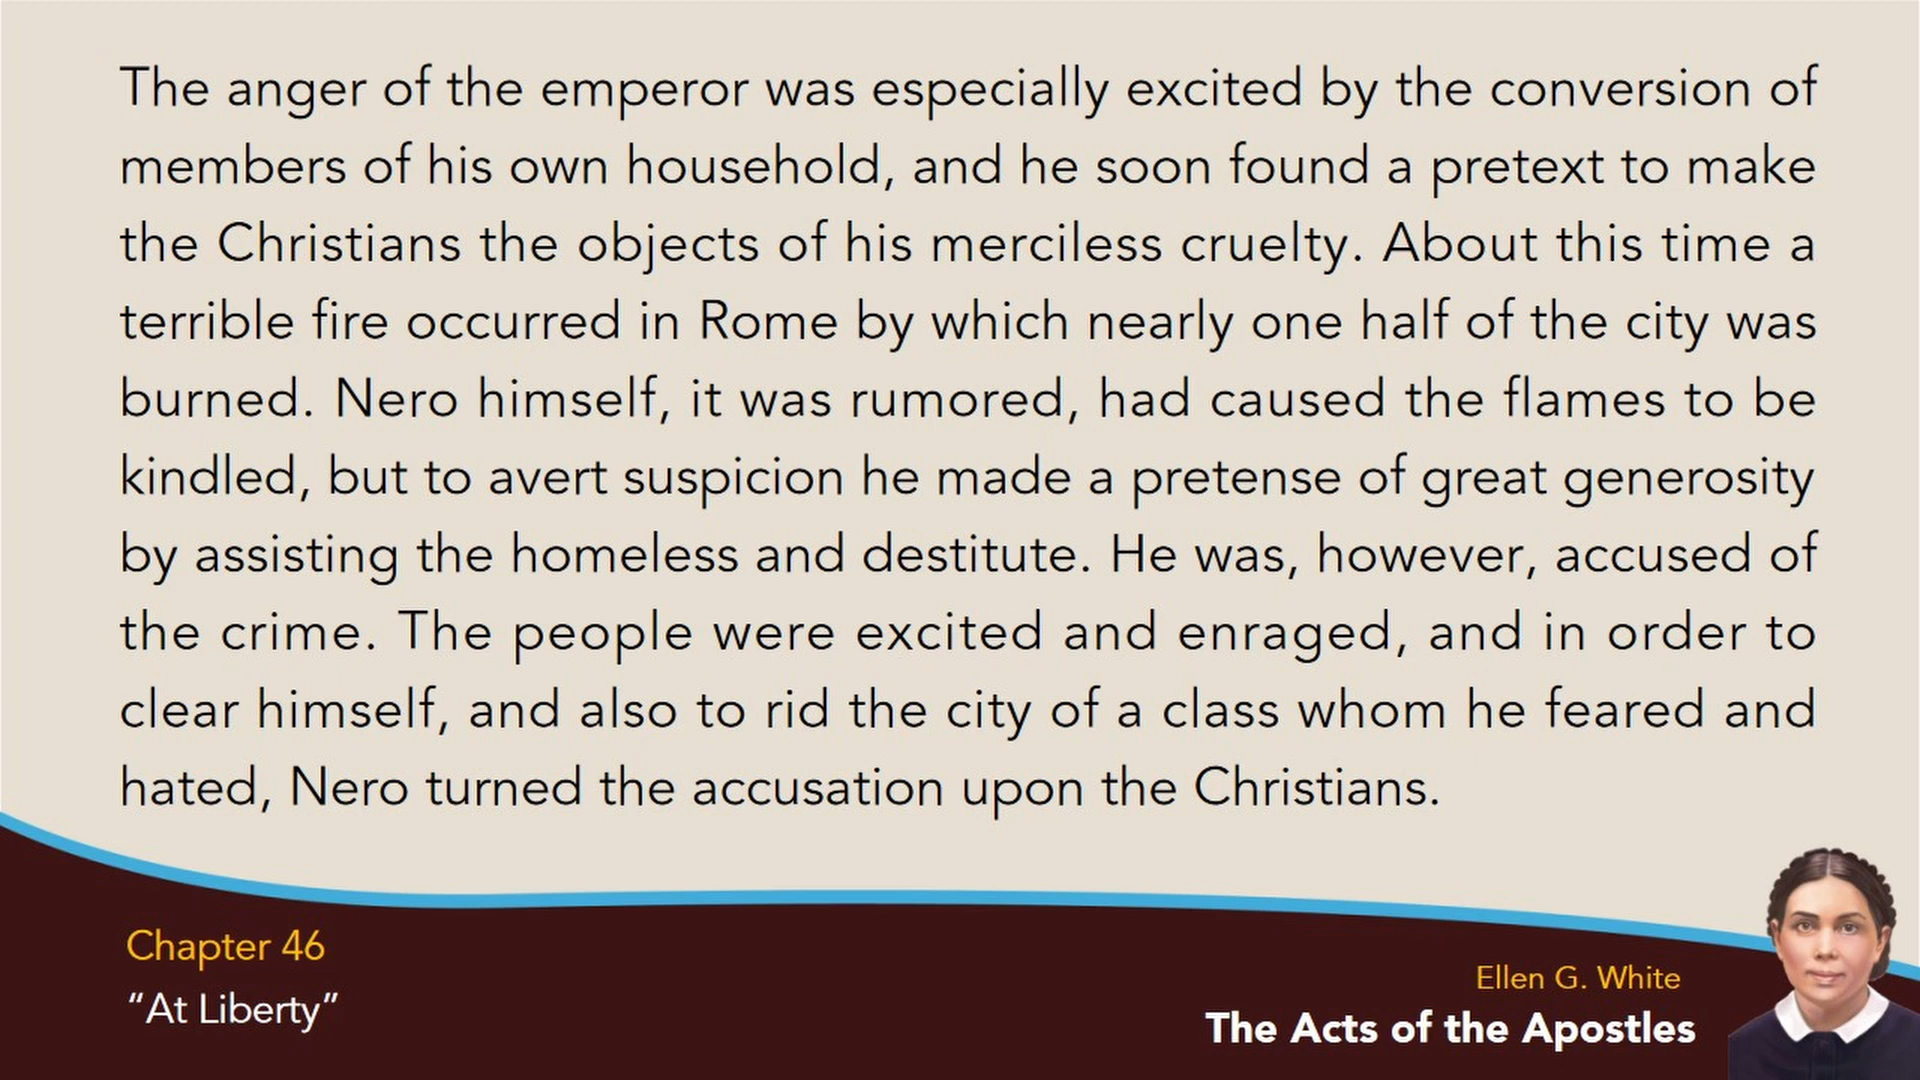 The anger of the emperor was especially excited by the conversion of
members of his own household, and he soon found a pretext to make
the Christians the objects of his merciless cruelty. About this time a
terrible fire occurred in Rome by which nearly one half of the city was
burned. Nero himself, it was rumored, had caused the flames to be
kindled, but to avert suspicion he made a pretense of great generosity
by assisting the homeless and destitute. He was, however, accused of
the crime. The people were excited and enraged, and in order to
clear himself, and also to rid the city of a class whom he feared and
hated, Nero turned the accusation upon the Christians.
Chapter 46
“At Liberty”
Ellen G. White
The Acts of the Apostles